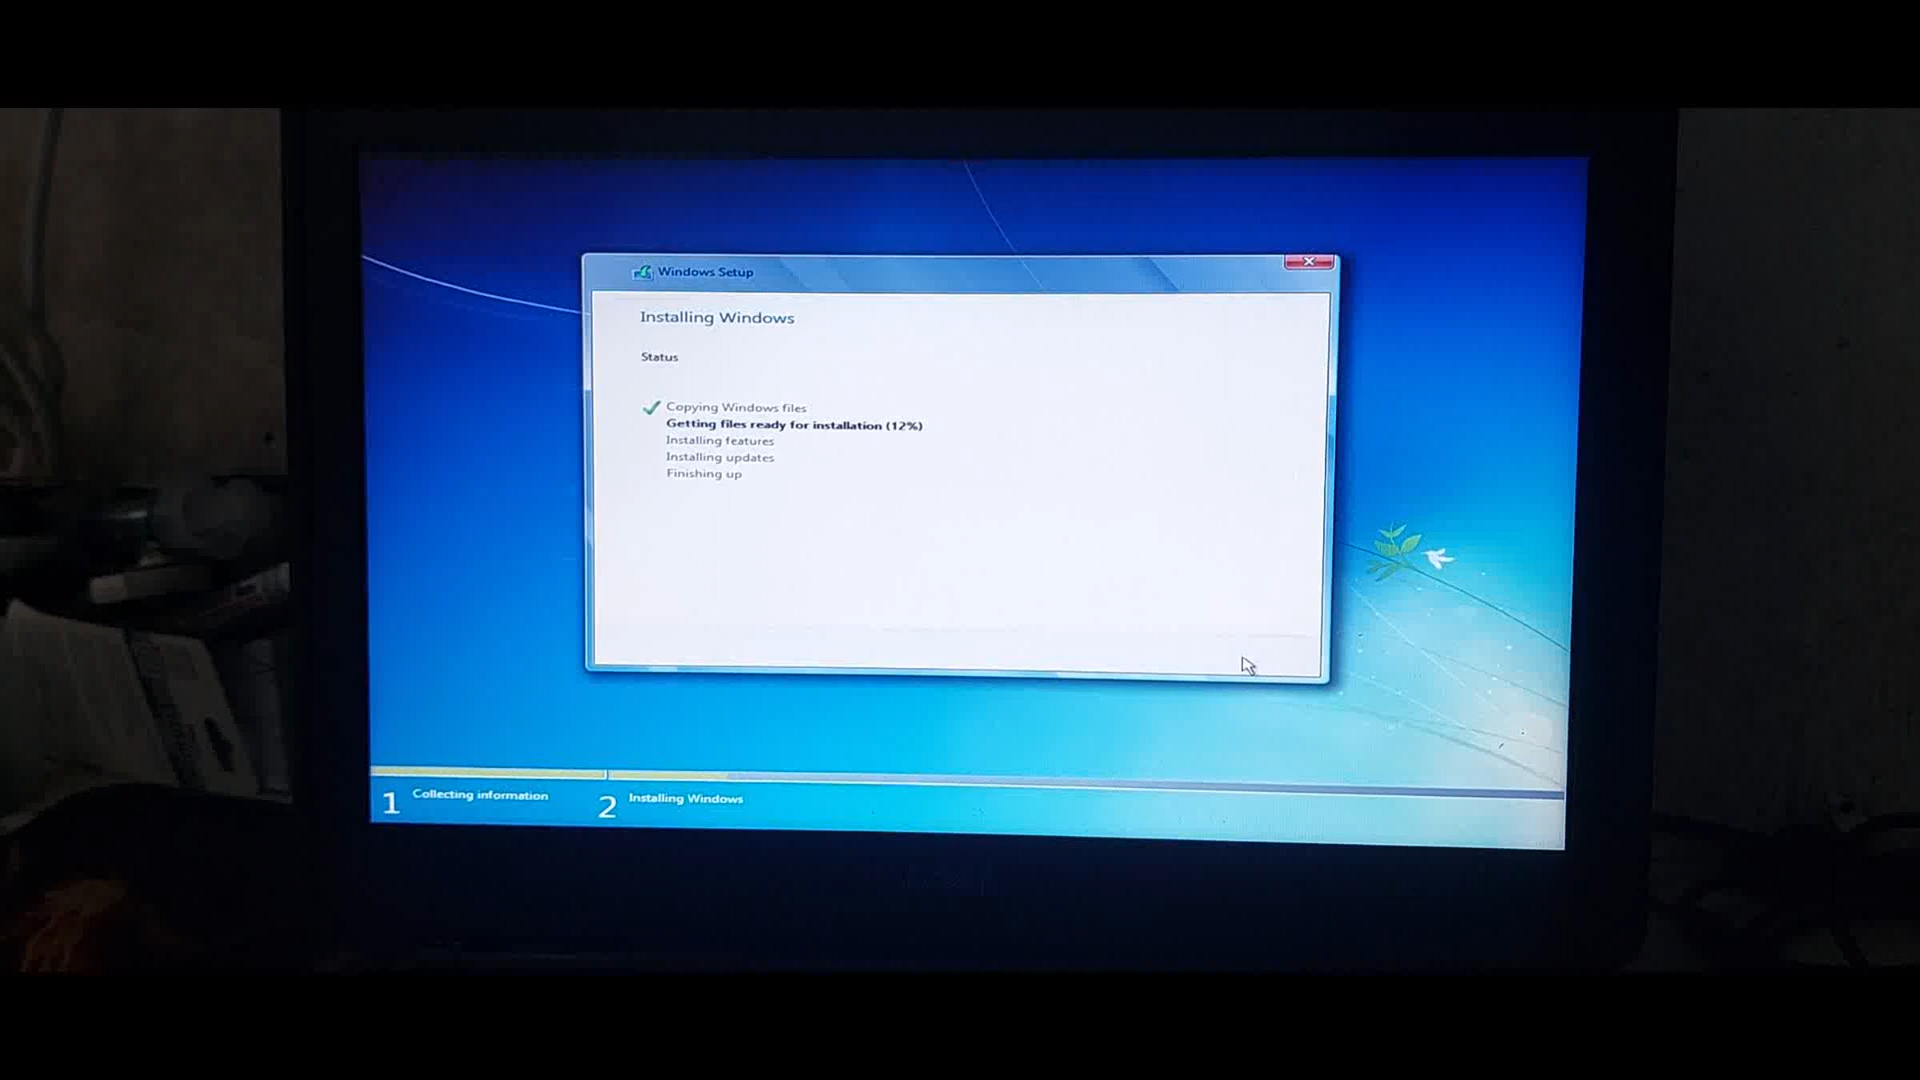 Windows Setup
Installing Windows
Status
Copying Windows files
Getting files ready for installation (12%)
Installing features
Installing updates
Finishing up
1 Collecting information
2 Installing Windows